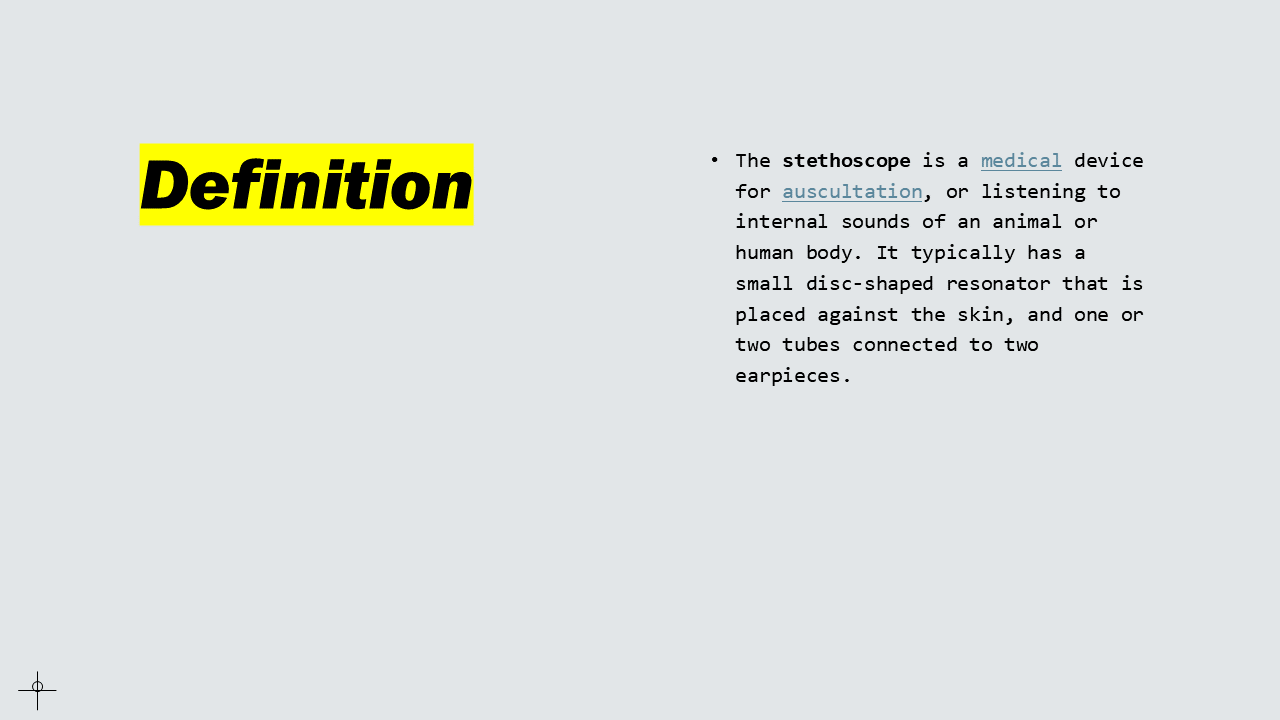 Definition
• The stethoscope is a medical device
for auscultation, or listening to
internal sounds of an animal or
human body. It typically has a
small disc-shaped resonator that is
placed against the skin, and one or
two tubes connected to two
earpieces.